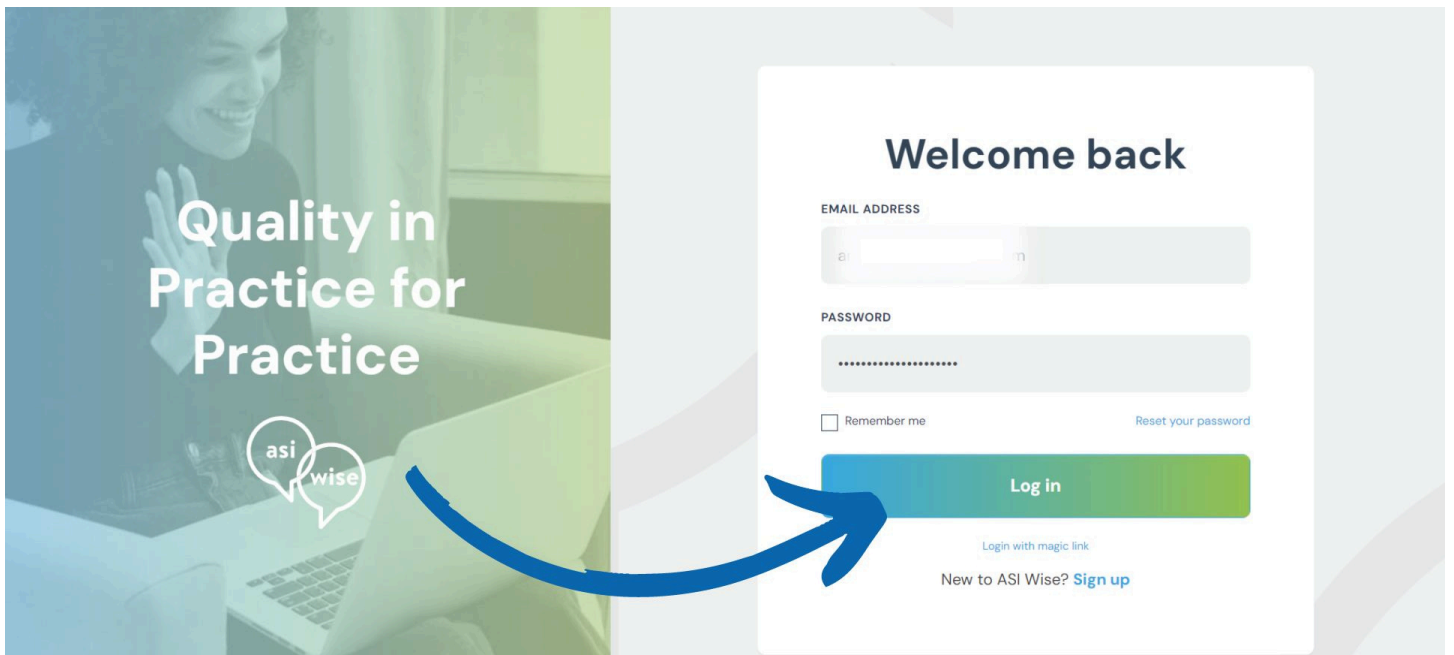 Quality in
Practice for
Practice
asi
wise
Welcome back
EMAIL ADDRESS
PASSWORD
Remember me
Reset your password
Log in
Login with magic link
New to ASI Wise? Sign up